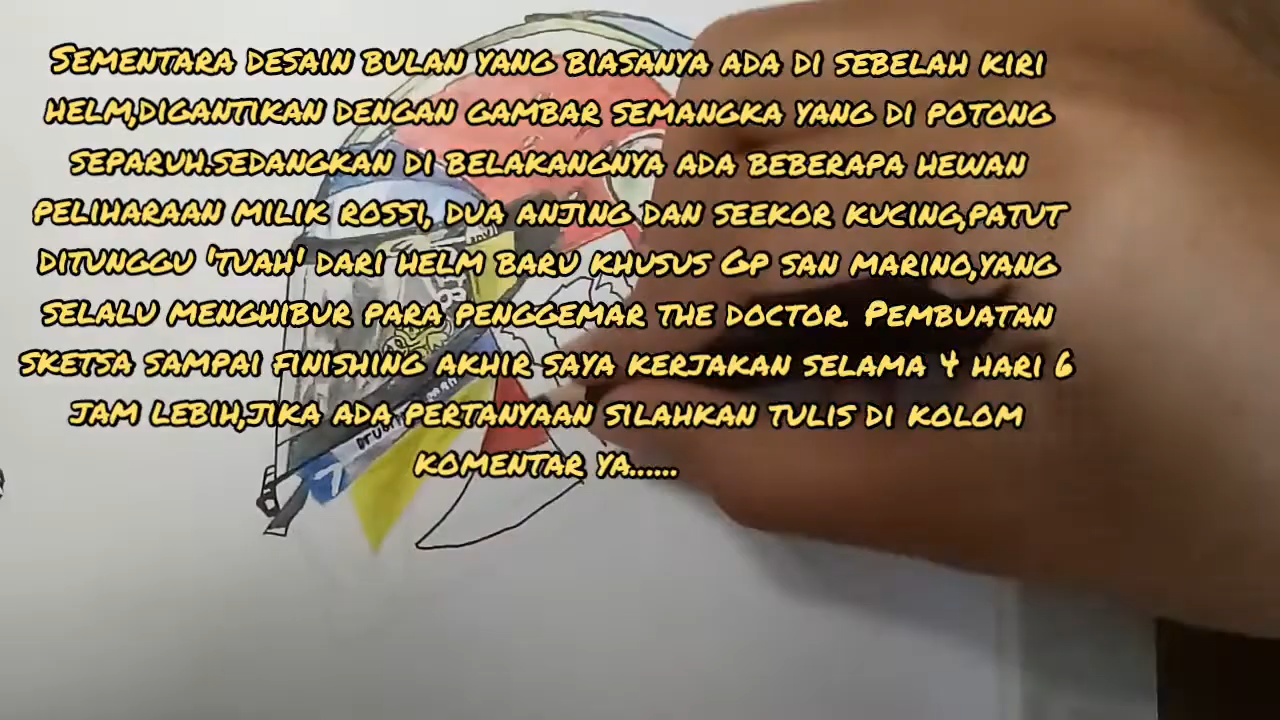 Sementara desain bulan yang biasanya ada di sebelah kiri
helm,digantikan dengan gambar semangka yang di potong
separuh.sedangkan di belakangnya ada beberapa hewan
peliharaan milik rossi, dua anjing dan seekor kucing,patut
ditunggu 'tuah' dari helm baru khusus Gp san marino,yang
selalu menghibur para penggemar the doctor. Pembuatan
sketsa sampai finishing akhir saya kerjakan selama 4 hari 6
jam lebih,jika ada pertanyaan silahkan tulis di kolom
komentar ya......